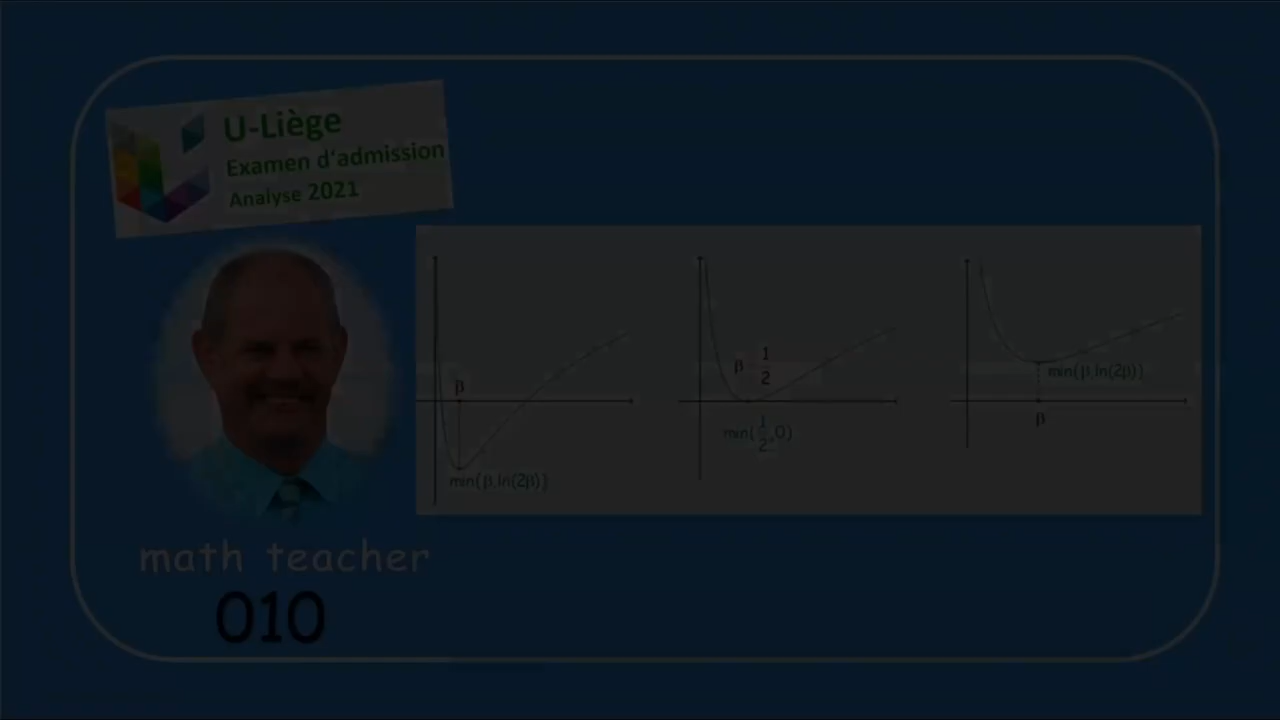 U-Liège
Examen d'admission
Analyse 2021
β
min(β,ln(2β))
β
1
2
min(1/2,0)
min(β,ln(2β))
β
math teacher
010